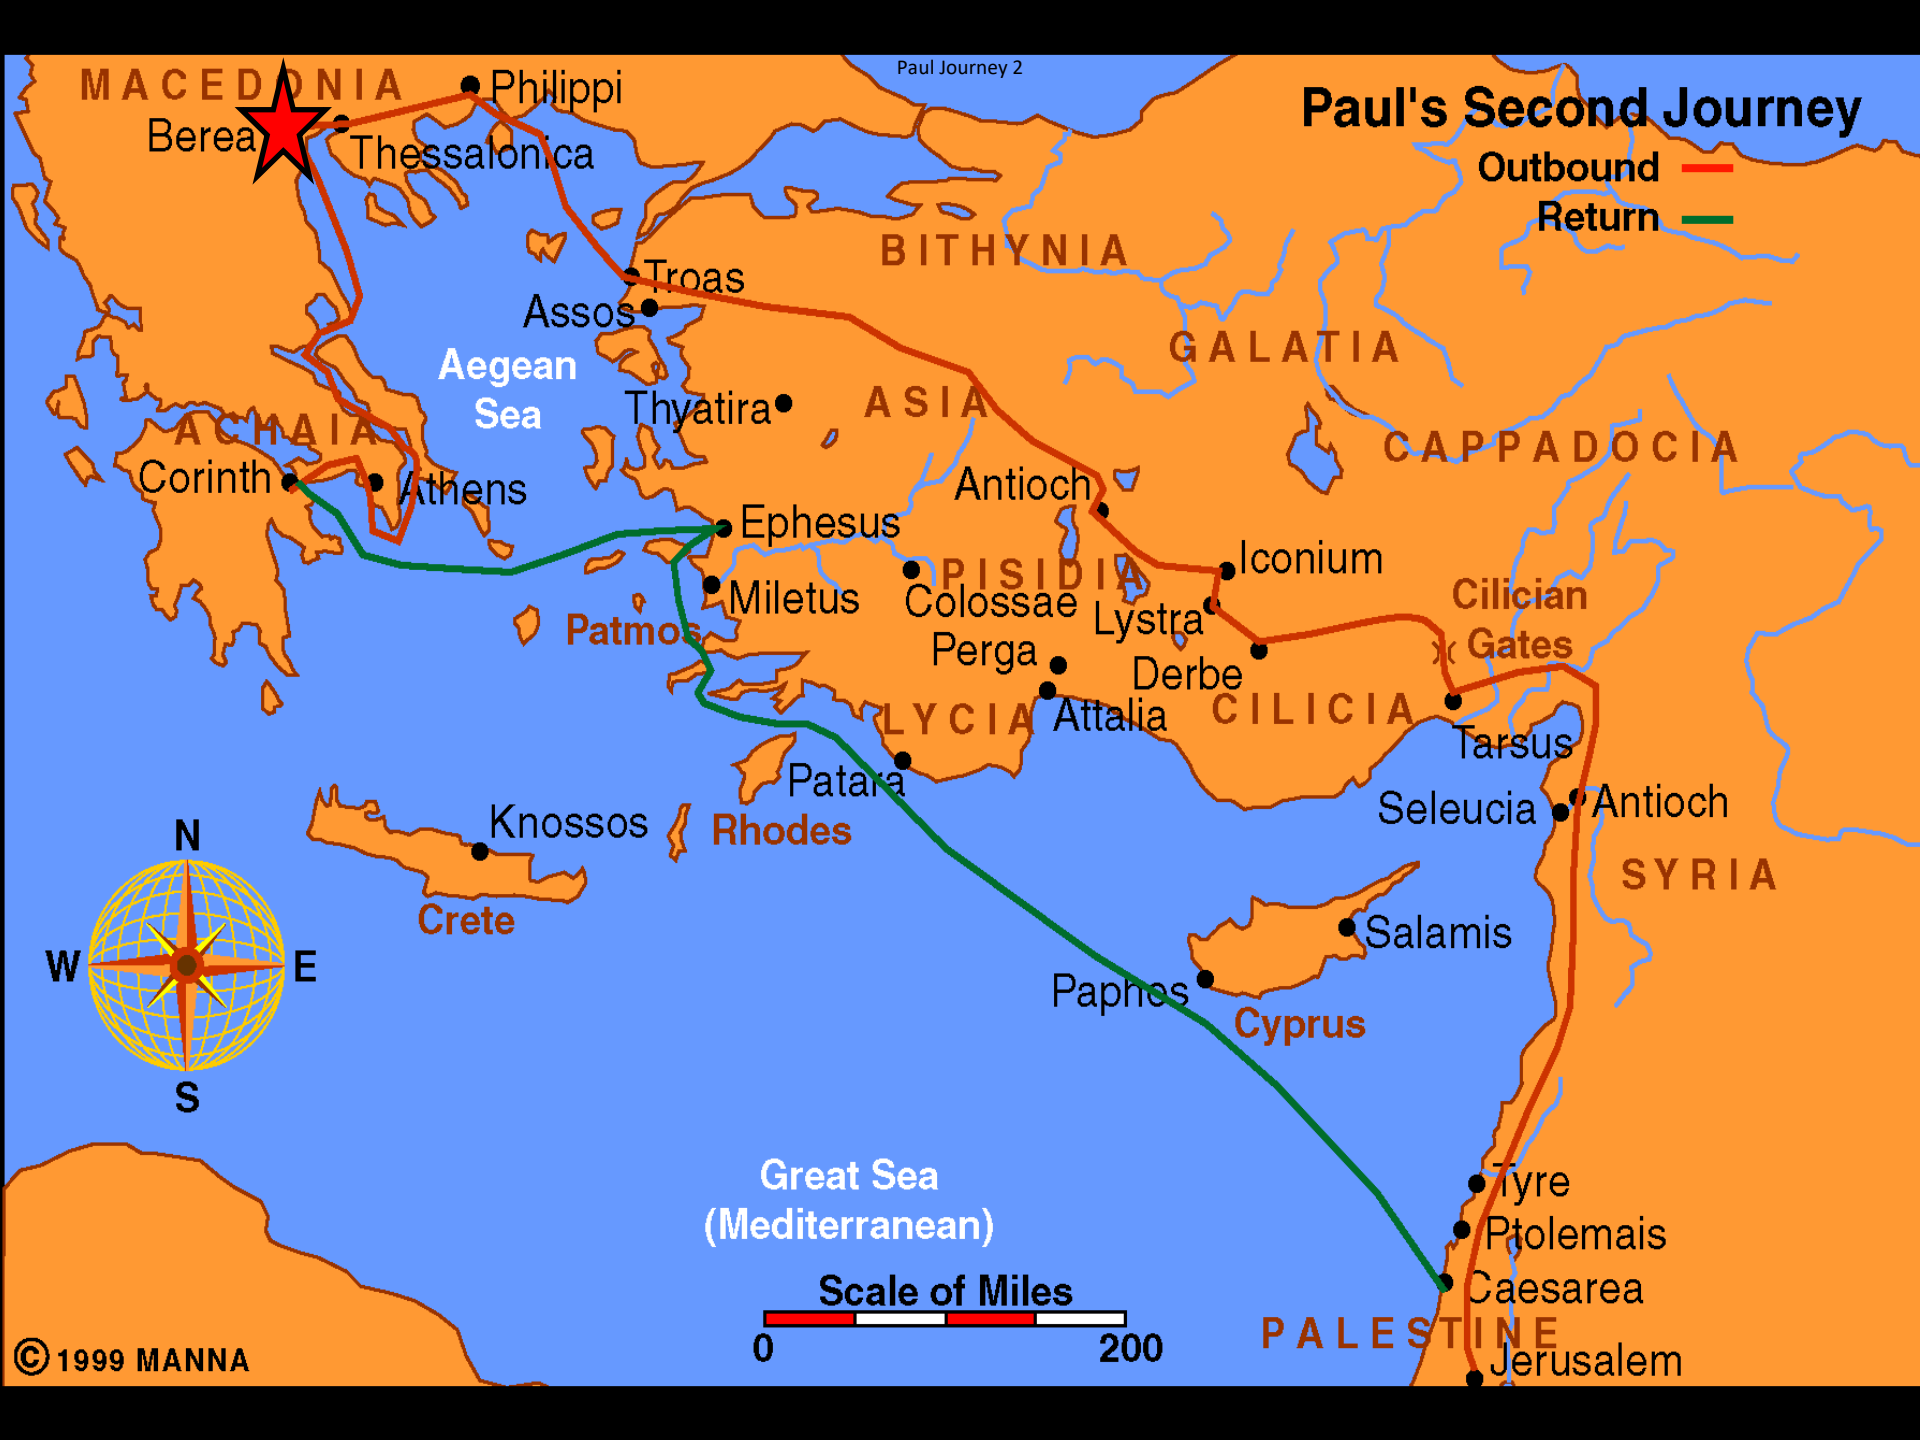 Paul Journey 2
Paul's Second Journey
Outbound
Return
MACEDONIA
Philippi
Berea
Thessalonica
BITHYNIA
Troas
Assos
GALATIA
Aegean
Sea
Thyatira
ASIA
CAPPADOCIA
ACHAIA
Corinth
Athens
Antioch
Ephesus
Iconium
PISIDIA
Miletus
Colossae
Cilician
Gates
Patmos
Lystra
Perga
Derbe
LYCIA
Attalia
CILICIA
Tarsus
Patara
Seleucia
Antioch
Knossos
Rhodes
SYRIA
Crete
Salamis
Paphos
Cyprus
N
W
E
S
Great Sea
(Mediterranean)
Tyre
Ptolemais
Caesarea
Scale of Miles
0
200
PALESTINE
Jerusalem
© 1999 MANNA